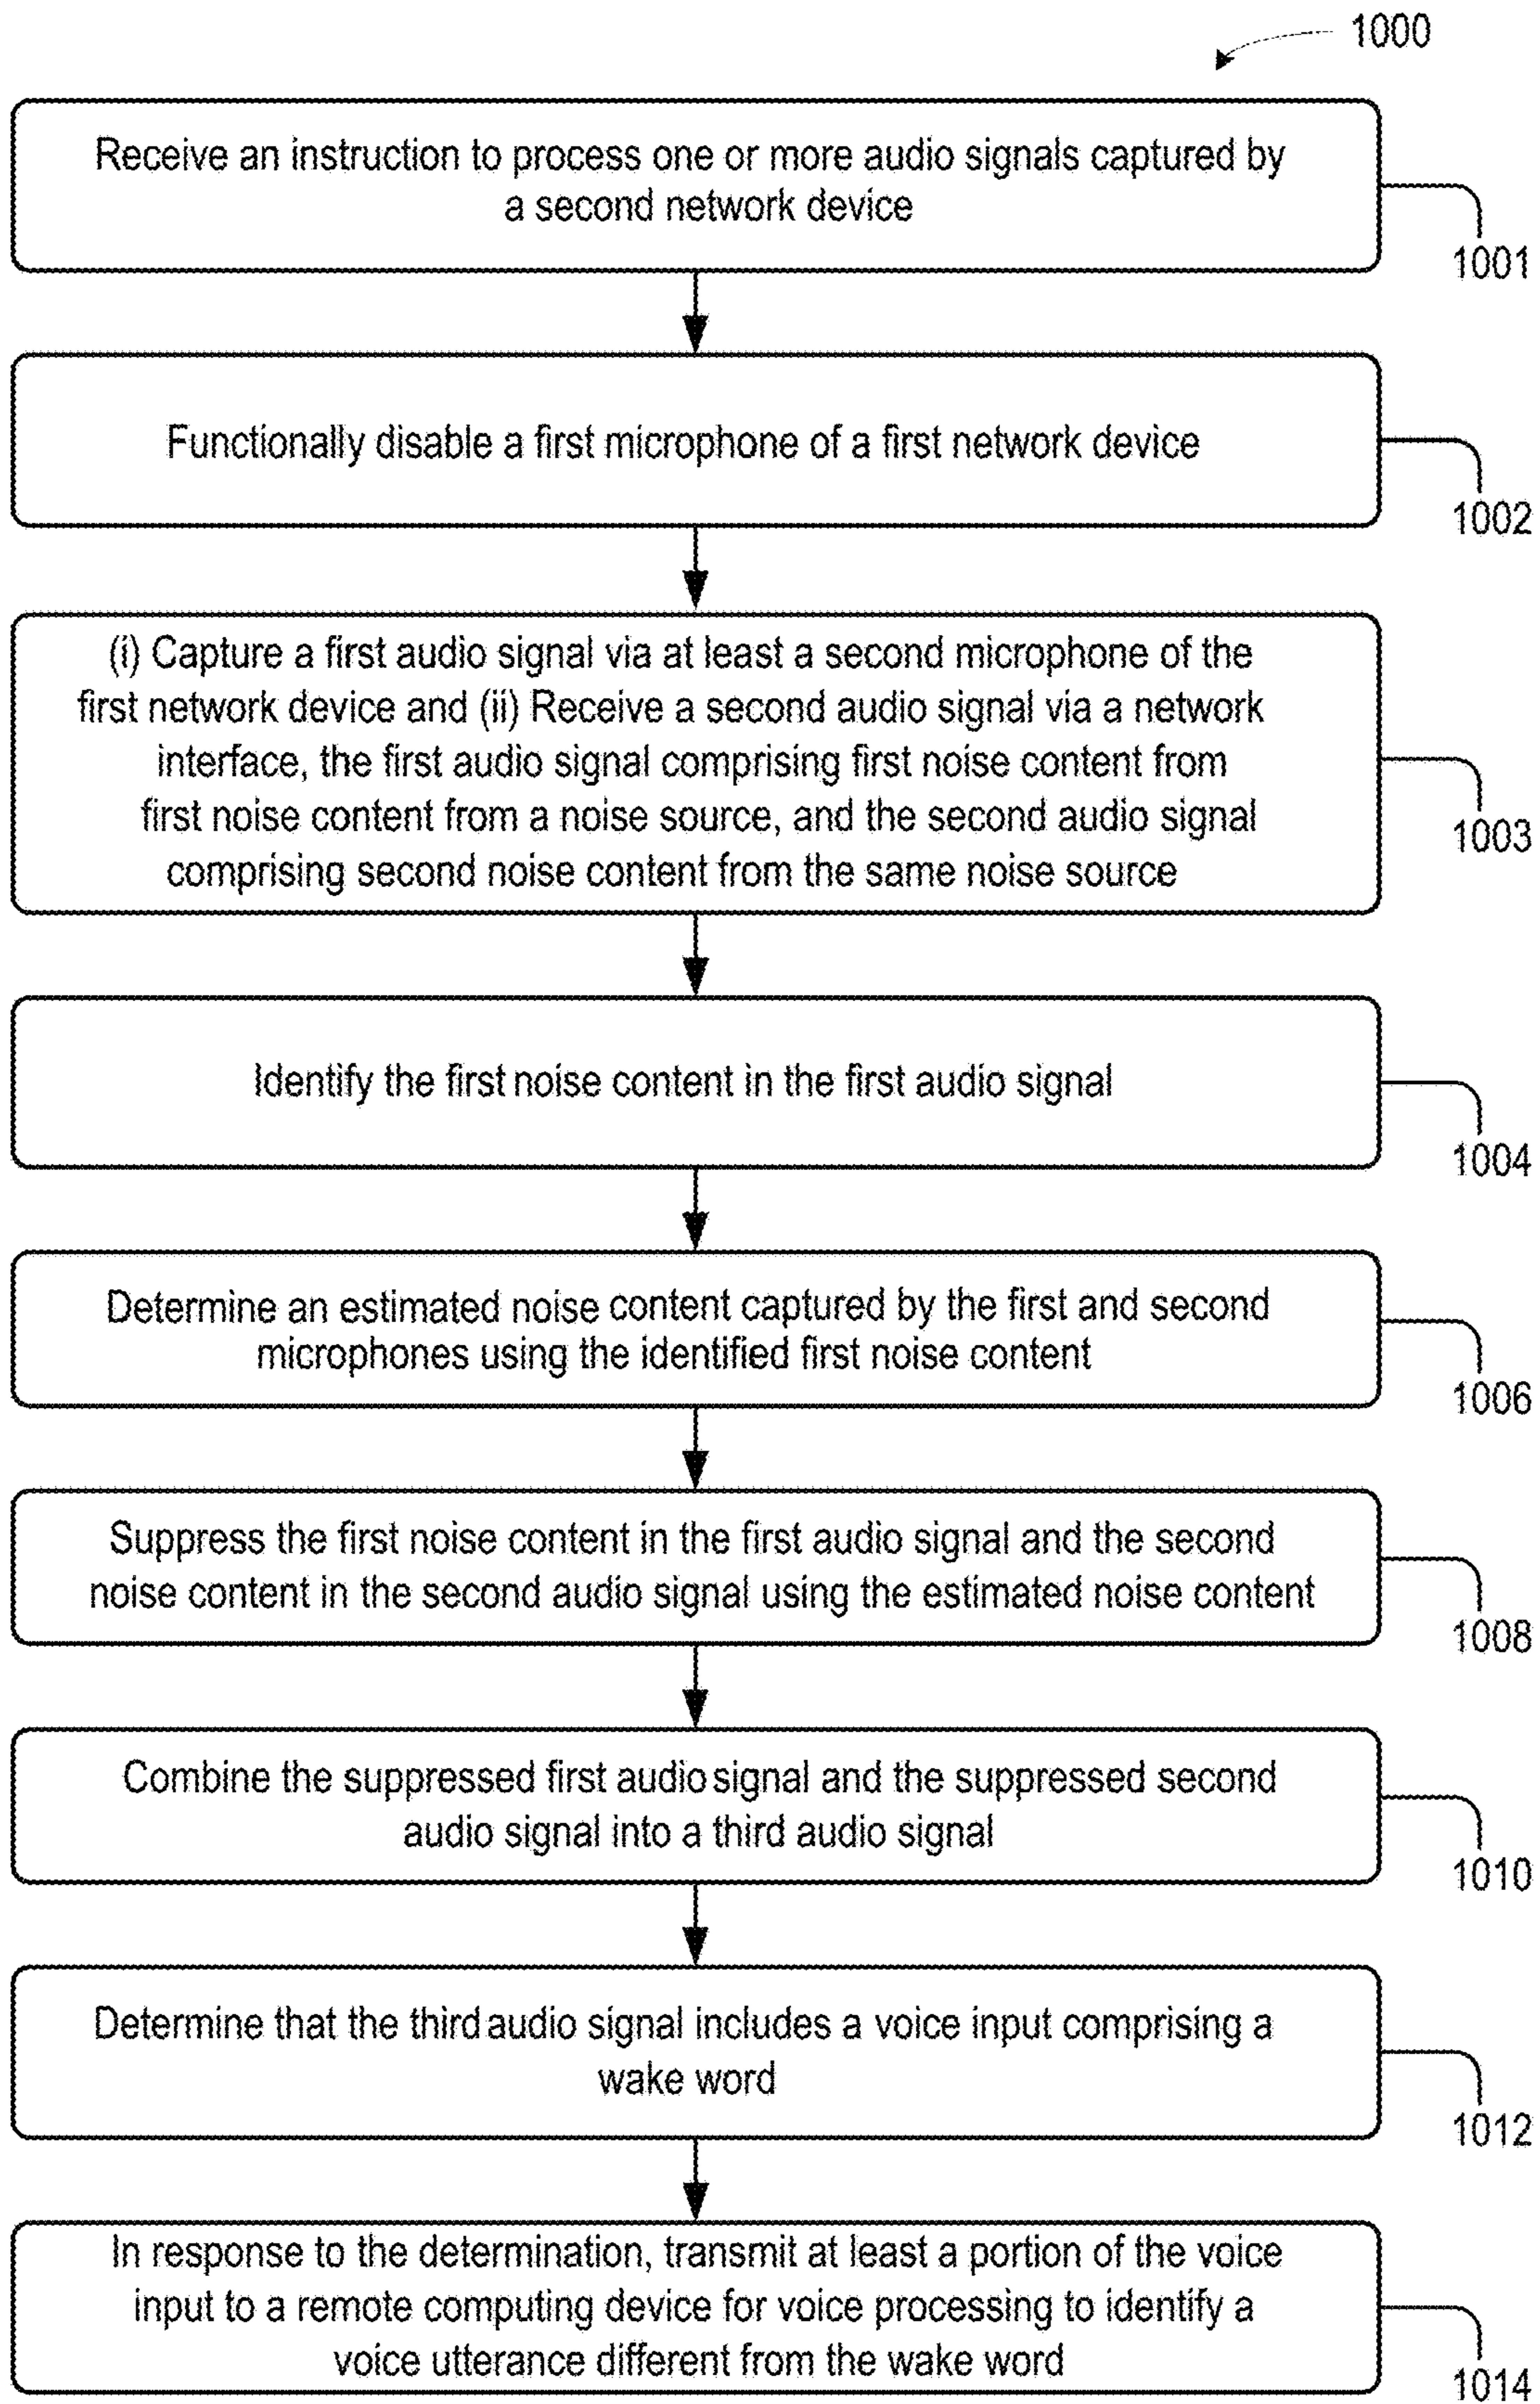 1000
Receive an instruction to process one or more audio signals captured by
a second network device
1001
Functionally disable a first microphone of a first network device
1002
(i) Capture a first audio signal via at least a second microphone of the
first network device and (ii) Receive a second audio signal via a network
interface, the first audio signal comprising first noise content from
first noise content from a noise source, and the second audio signal
comprising second noise content from the same noise source
1003
Identify the first noise content in the first audio signal
1004
Determine an estimated noise content captured by the first and second
microphones using the identified first noise content
1006
Suppress the first noise content in the first audio signal and the second
noise content in the second audio signal using the estimated noise content
1008
Combine the suppressed first audio signal and the suppressed second
audio signal into a third audio signal
1010
Determine that the third audio signal includes a voice input comprising a
wake word
1012
In response to the determination, transmit at least a portion of the voice
input to a remote computing device for voice processing to identify a
voice utterance different from the wake word
1014